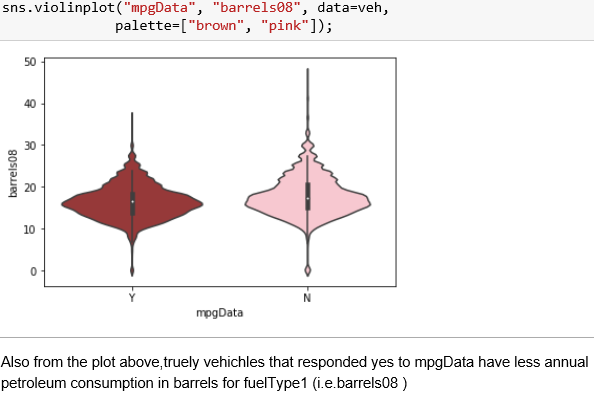 sns.violinplot("mpgData", "barrels08", data=veh,
palette=["brown", "pink"]);
50
40
30
20
10
0
barrels08
Y
N
mpgData
Also from the plot above,truely vehichles that responded yes to mpgData have less annual
petroleum consumption in barrels for fuelType1 (i.e.barrels08 )